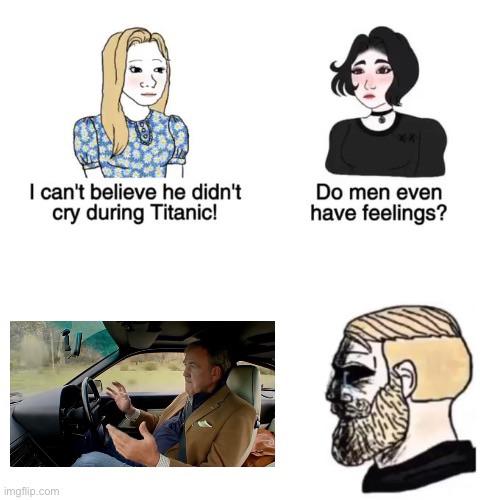 I can't believe he didn't
cry during Titanic!
Do men even
have feelings?
imgflip.com